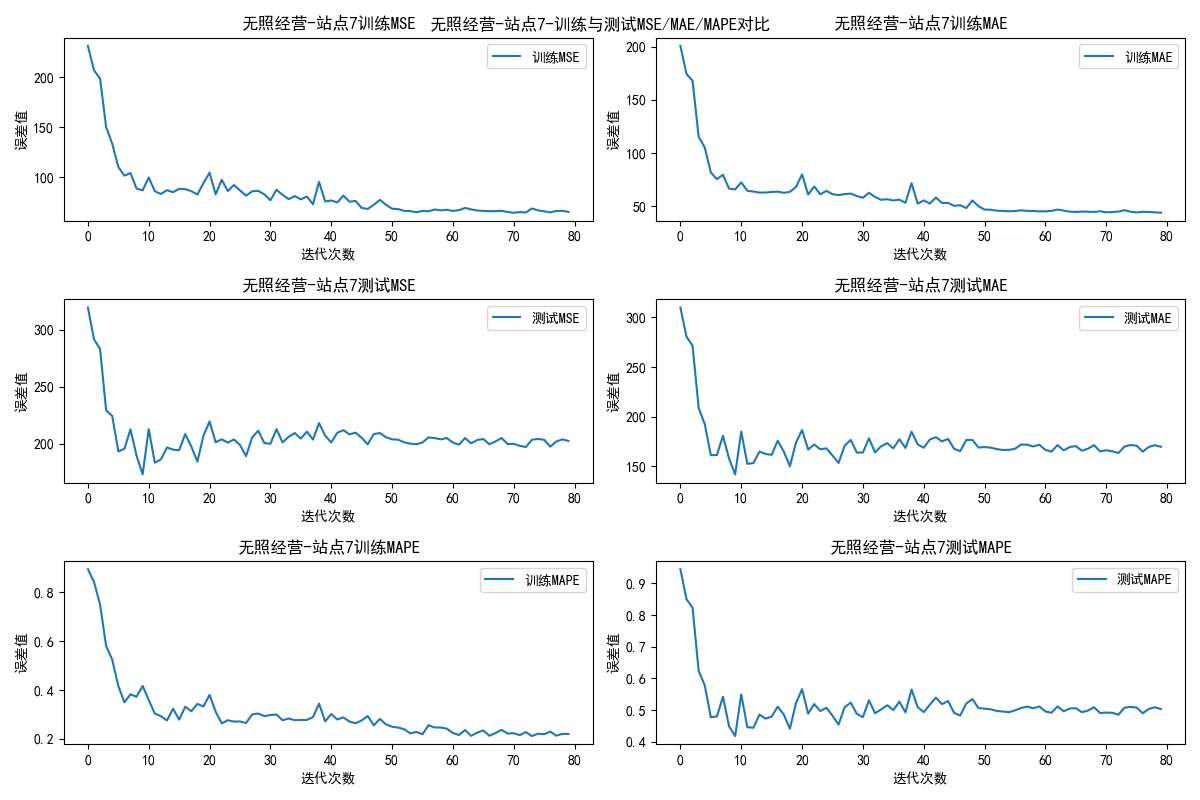 无照经营-站点7-训练与测试MSE/MAE/MAPE对比
无照经营-站点7训练MSE
训练MSE
误差值
200
150
100
0 10 20 30 40 50 60 70 80
迭代次数
无照经营-站点7训练MAE
训练MAE
误差值
200
150
100
50
0 10 20 30 40 50 60 70 80
迭代次数
无照经营-站点7测试MSE
测试MSE
误差值
300
250
200
0 10 20 30 40 50 60 70 80
迭代次数
无照经营-站点7测试MAE
测试MAE
误差值
300
250
200
150
0 10 20 30 40 50 60 70 80
迭代次数
无照经营-站点7训练MAPE
训练MAPE
误差值
0.8
0.6
0.4
0.2
0 10 20 30 40 50 60 70 80
迭代次数
无照经营-站点7测试MAPE
测试MAPE
误差值
0.9
0.8
0.7
0.6
0.5
0.4
0 10 20 30 40 50 60 70 80
迭代次数